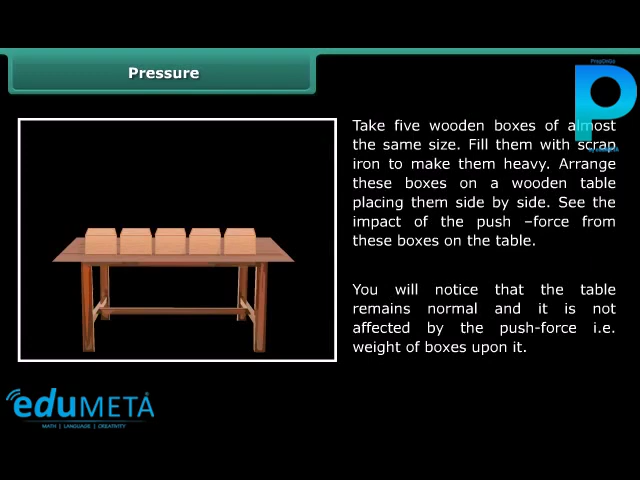 Pressure
PrepOnGo
P
by eduMETA
Take five wooden boxes of almost
the same size. Fill them with scrap
iron to make them heavy. Arrange
these boxes on a wooden table
placing them side by side. See the
impact of the push –force from
these boxes on the table.
You will notice that the table
remains normal and it is not
affected by the push-force i.e.
weight of boxes upon it.
eduMETA
MATH | LANGUAGE | CREATIVITY